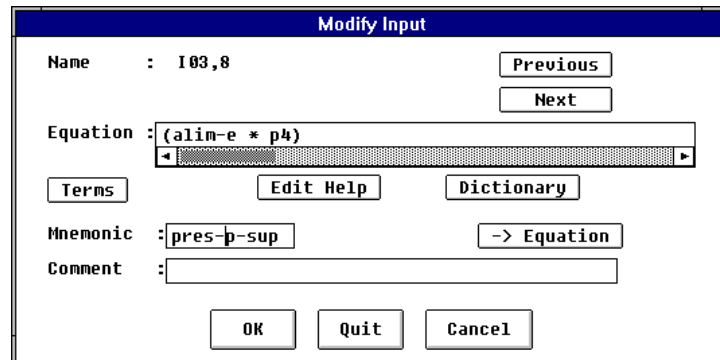 Modify Input
Name : I03,8 Previous
Next
Equation : (alim-e * p4)
Terms Edit Help Dictionary
Mnemonic : pres-p-sup -> Equation
Comment :
OK Quit Cancel